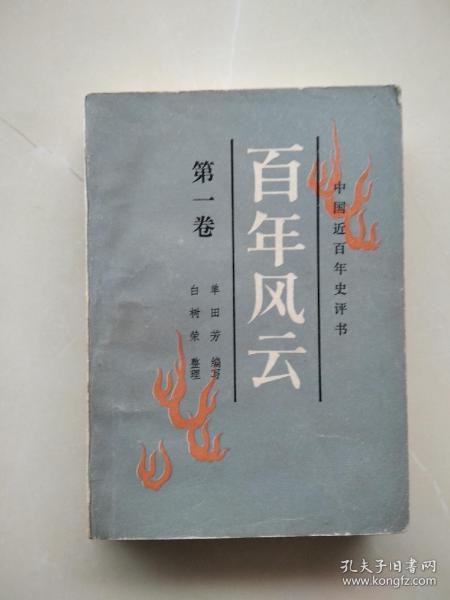 中国近百年史评书
百年风云
第一卷
单田芳 编写
白树荣 整理
孔夫子旧书网
www.kongfz.com